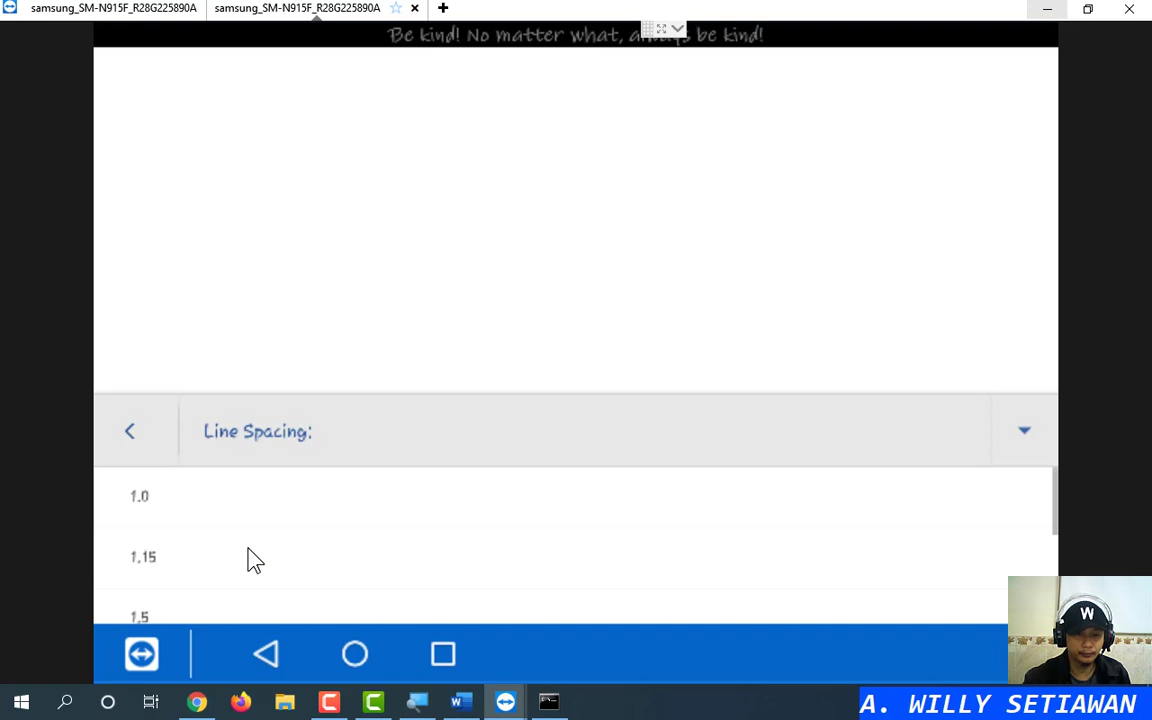 samsung_SM-N915F_R28G225890A
samsung_SM-N915F_R28G225890A
Be kind! No matter what, always be kind!
Line Spacing:
1.0
1.15
1.5
W
A. WILLY SETIAWAN